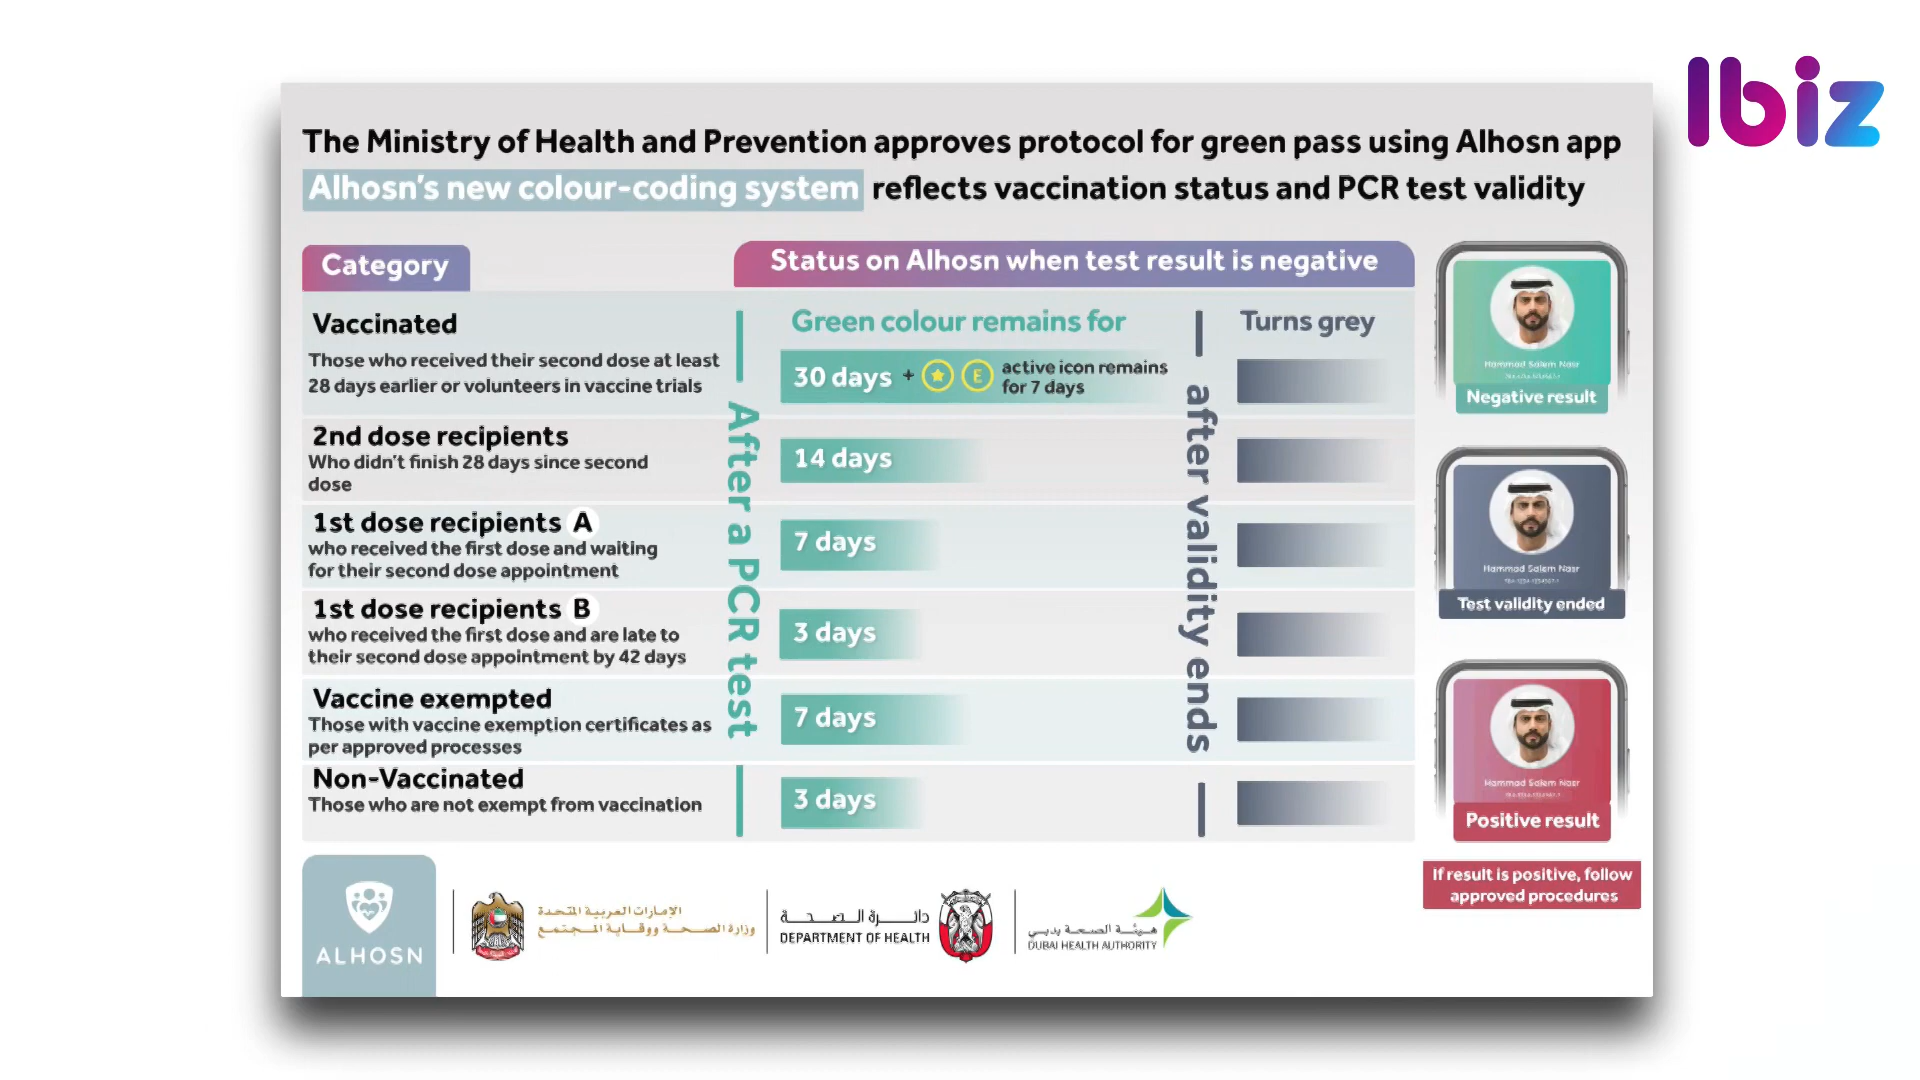 Ibiz
The Ministry of Health and Prevention approves protocol for green pass using Alhosn app
Alhosn's new colour-coding system reflects vaccination status and PCR test validity
Category
Status on Alhosn when test result is negative
Green colour remains for
Turns grey
After a PCR test
after validity ends
Vaccinated
Those who received their second dose at least
28 days earlier or volunteers in vaccine trials
30 days + E active icon remains
for 7 days
2nd dose recipients
Who didn't finish 28 days since second
dose
14 days
1st dose recipients A
who received the first dose and waiting
for their second dose appointment
7 days
1st dose recipients B
who received the first dose and are late to
their second dose appointment by 42 days
3 days
Vaccine exempted
Those with vaccine exemption certificates as
per approved processes
7 days
Non-Vaccinated
Those who are not exempt from vaccination
3 days
Hammad Salem Nasr
Negative result
Hammad Salem Nasr
Test validity ended
Hammad Salem Nasr
Positive result
If result is positive, follow
approved procedures
ALHOSN
الإمارات العربية المتحدة
وزارة الصحة ووقاية المجتمع
دائرة الصحة
DEPARTMENT OF HEALTH
هيئة الصحة بدبي
DUBAI HEALTH AUTHORITY